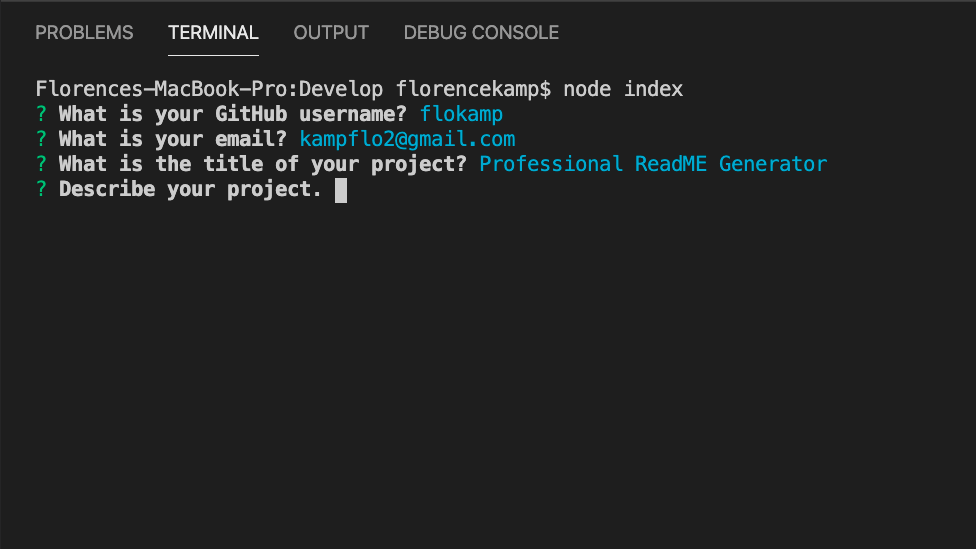 PROBLEMS TERMINAL OUTPUT DEBUG CONSOLE
Florences-MacBook-Pro:Develop florencekamp$ node index
? What is your GitHub username? flokamp
? What is your email? kampflo2@gmail.com
? What is the title of your project? Professional ReadME Generator
? Describe your project.